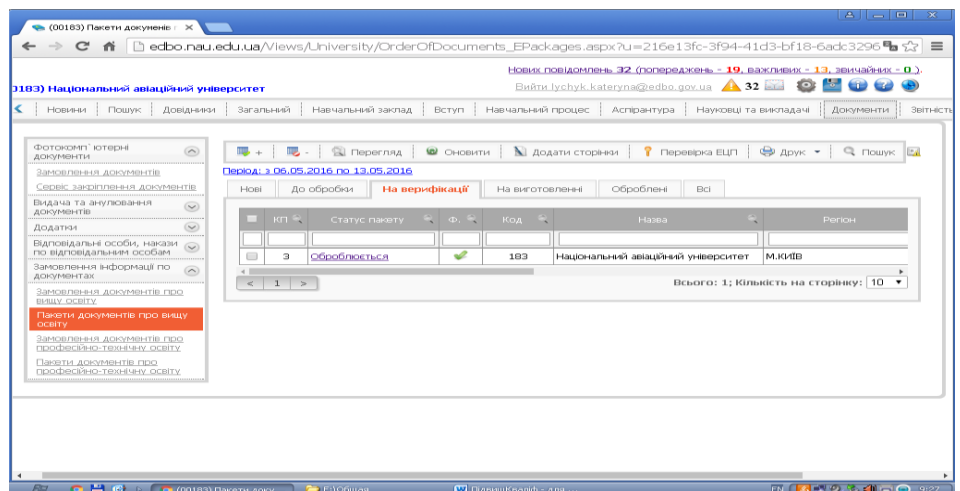 (00183) Пакети докуменів г
edbo.nau.edu.ua/Views/University/OrderOfDocuments_EPackages.aspx?u=216e13fc-3f94-41d3-bf18-6adc3296
Нових повідомлень 32 (попереджень - 19, важливих - 13, звичайних - 0 ).
0183) Національний авіаційний університет
Вийти lychyk.kateryna@edbo.gov.ua 32
Новини Пошук Довідники Загальний Навчальний заклад Вступ Навчальний процес Аспірантура Науковці та викладачі Документи Звітність
Фотокомп`ютерні документи
Замовлення документів
Сервіс закріплення документів
Видача та анулювання документів
Додатки
Відповідальні особи, накази по відповідальним особам
Замовлення інформації по документах
Замовлення документів про вищу освіту
Пакети документів про вищу освіту
Замовлення документів про професійно-технічну освіту
Пакети документів про професійно-технічну освіту
+ - Перегляд Оновити Додати сторінки Перевірка ЕЦП Друк Пошук
Період: з 06.05.2016 по 13.05.2016
Нові До обробки На верифікації На виготовленні Оброблені Всі
КП Статус пакету Ф. Код Назва Регіон
3 Обробляється 183 Національний авіаційний університет М.КИЇВ
< 1 > Всього: 1; Кількість на сторінку: 10
(00183) Пакети доку... E:\Общая ПідвищКваліф - для ... EN 9:27